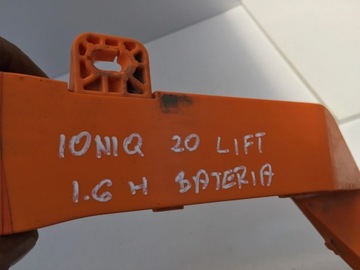 IONIQ 20 LIFT
1.6 H BATERIA